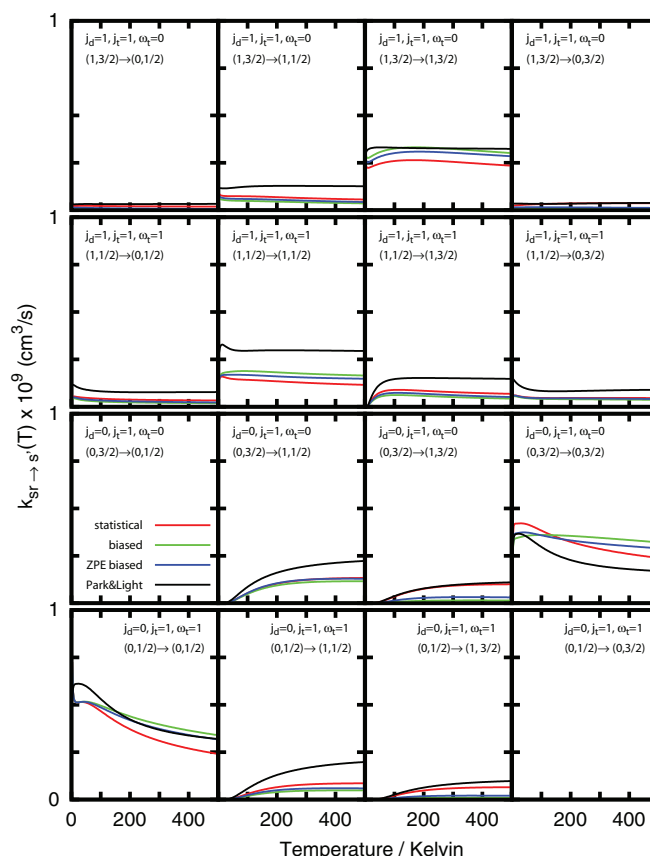 1
j_d=1, j_t=1, ω_t=0
(1,3/2)→(0,1/2)
j_d=1, j_t=1, ω_t=0
(1,3/2)→(1,1/2)
j_d=1, j_t=1, ω_t=0
(1,3/2)→(1,3/2)
j_d=1, j_t=1, ω_t=0
(1,3/2)→(0,3/2)
1
j_d=1, j_t=1, ω_t=1
(1,1/2)→(0,1/2)
j_d=1, j_t=1, ω_t=1
(1,1/2)→(1,1/2)
j_d=1, j_t=1, ω_t=1
(1,1/2)→(1,3/2)
j_d=1, j_t=1, ω_t=1
(1,1/2)→(0,3/2)
k_{sr → s'}(T) x 10^9 (cm^3/s)
1
j_d=0, j_t=1, ω_t=0
(0,3/2)→(0,1/2)
statistical
biased
ZPE biased
Park&Light
j_d=0, j_t=1, ω_t=0
(0,3/2)→(1,1/2)
j_d=0, j_t=1, ω_t=0
(0,3/2)→(1,3/2)
j_d=0, j_t=1, ω_t=0
(0,3/2)→(0,3/2)
1
j_d=0, j_t=1, ω_t=1
(0,1/2)→ (0,1/2)
j_d=0, j_t=1, ω_t=1
(0,1/2)→ (1,1/2)
j_d=0, j_t=1, ω_t=1
(0,1/2)→(1, 3/2)
j_d=0, j_t=1, ω_t=1
(0,1/2)→ (0,3/2)
0
0 200 400 200 400 200 400 200 400
Temperature / Kelvin